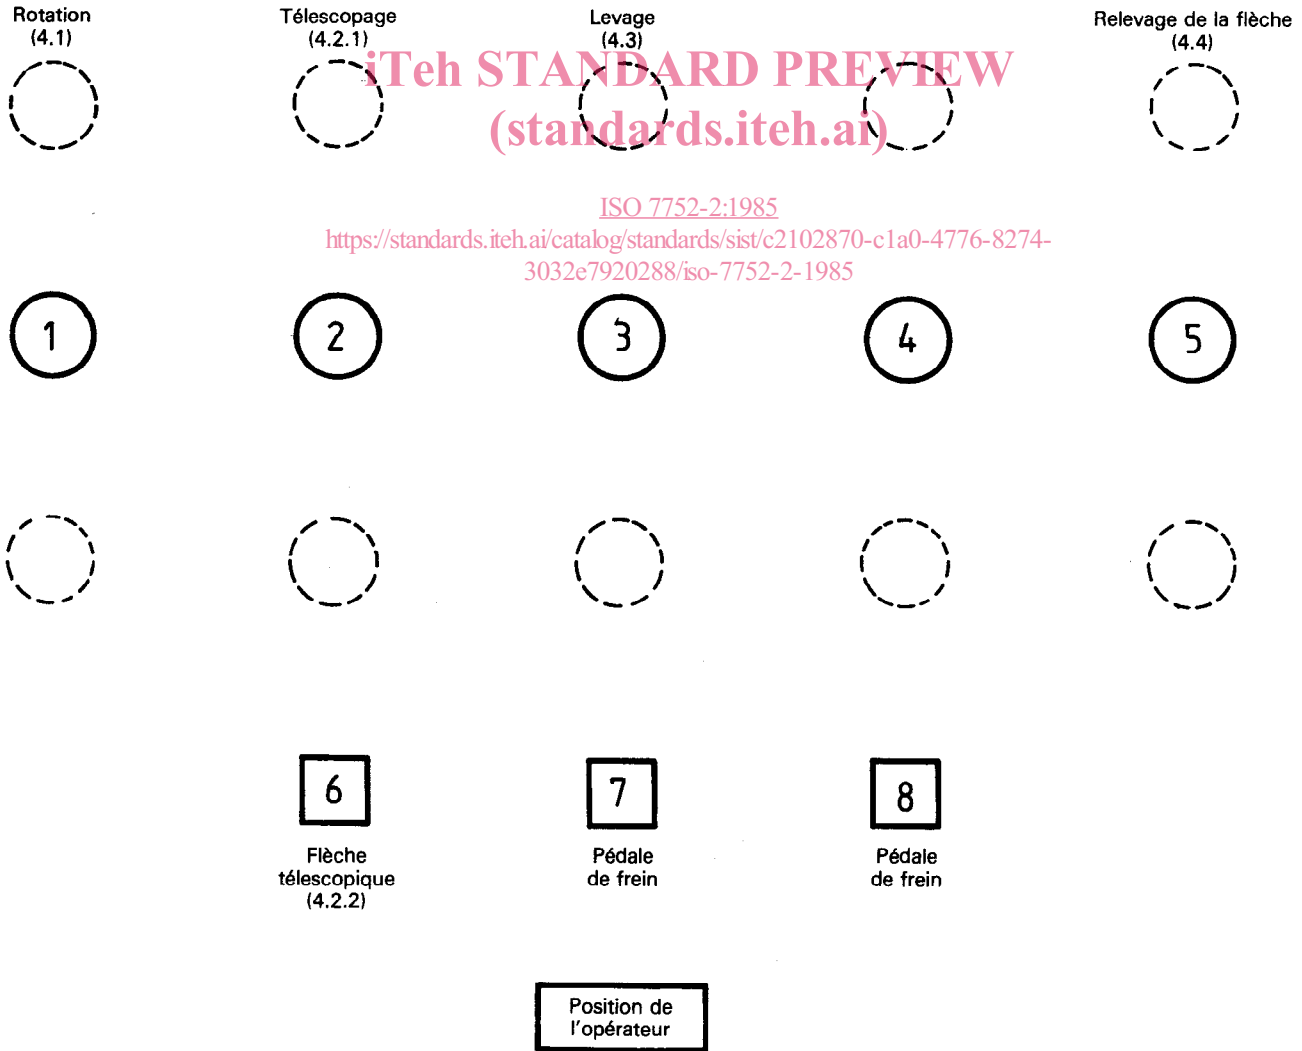 Rotation
(4.1)
Télescopage
(4.2.1)
Levage
(4.3)
Relevage de la flèche
(4.4)
iTeh STANDARD PREVIEW
(standards.iteh.ai)
ISO 7752-2:1985
https://standards.iteh.ai/catalog/standards/sist/c2102870-c1a0-4776-8274-
3032e7920288/iso-7752-2-1985
1
2
3
4
5
6
7
8
Flèche
télescopique
(4.2.2)
Pédale
de frein
Pédale
de frein
Position de
l'opérateur